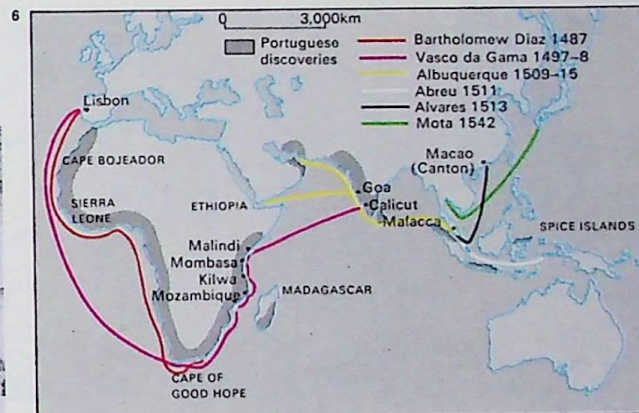 6
0 3,000km
Portuguese
discoveries
Bartholomew Diaz 1487
Vasco da Gama 1497–8
Albuquerque 1509–15
Abreu 1511
Alvares 1513
Mota 1542
Lisbon
CAPE BOJEADOR
SIERRA
LEONE
ETHIOPIA
Macao
(Canton)
Goa
Calicut
Malacca
SPICE ISLANDS
Malindi
Mombasa
Kilwa
Mozambique
MADAGASCAR
CAPE OF
GOOD HOPE